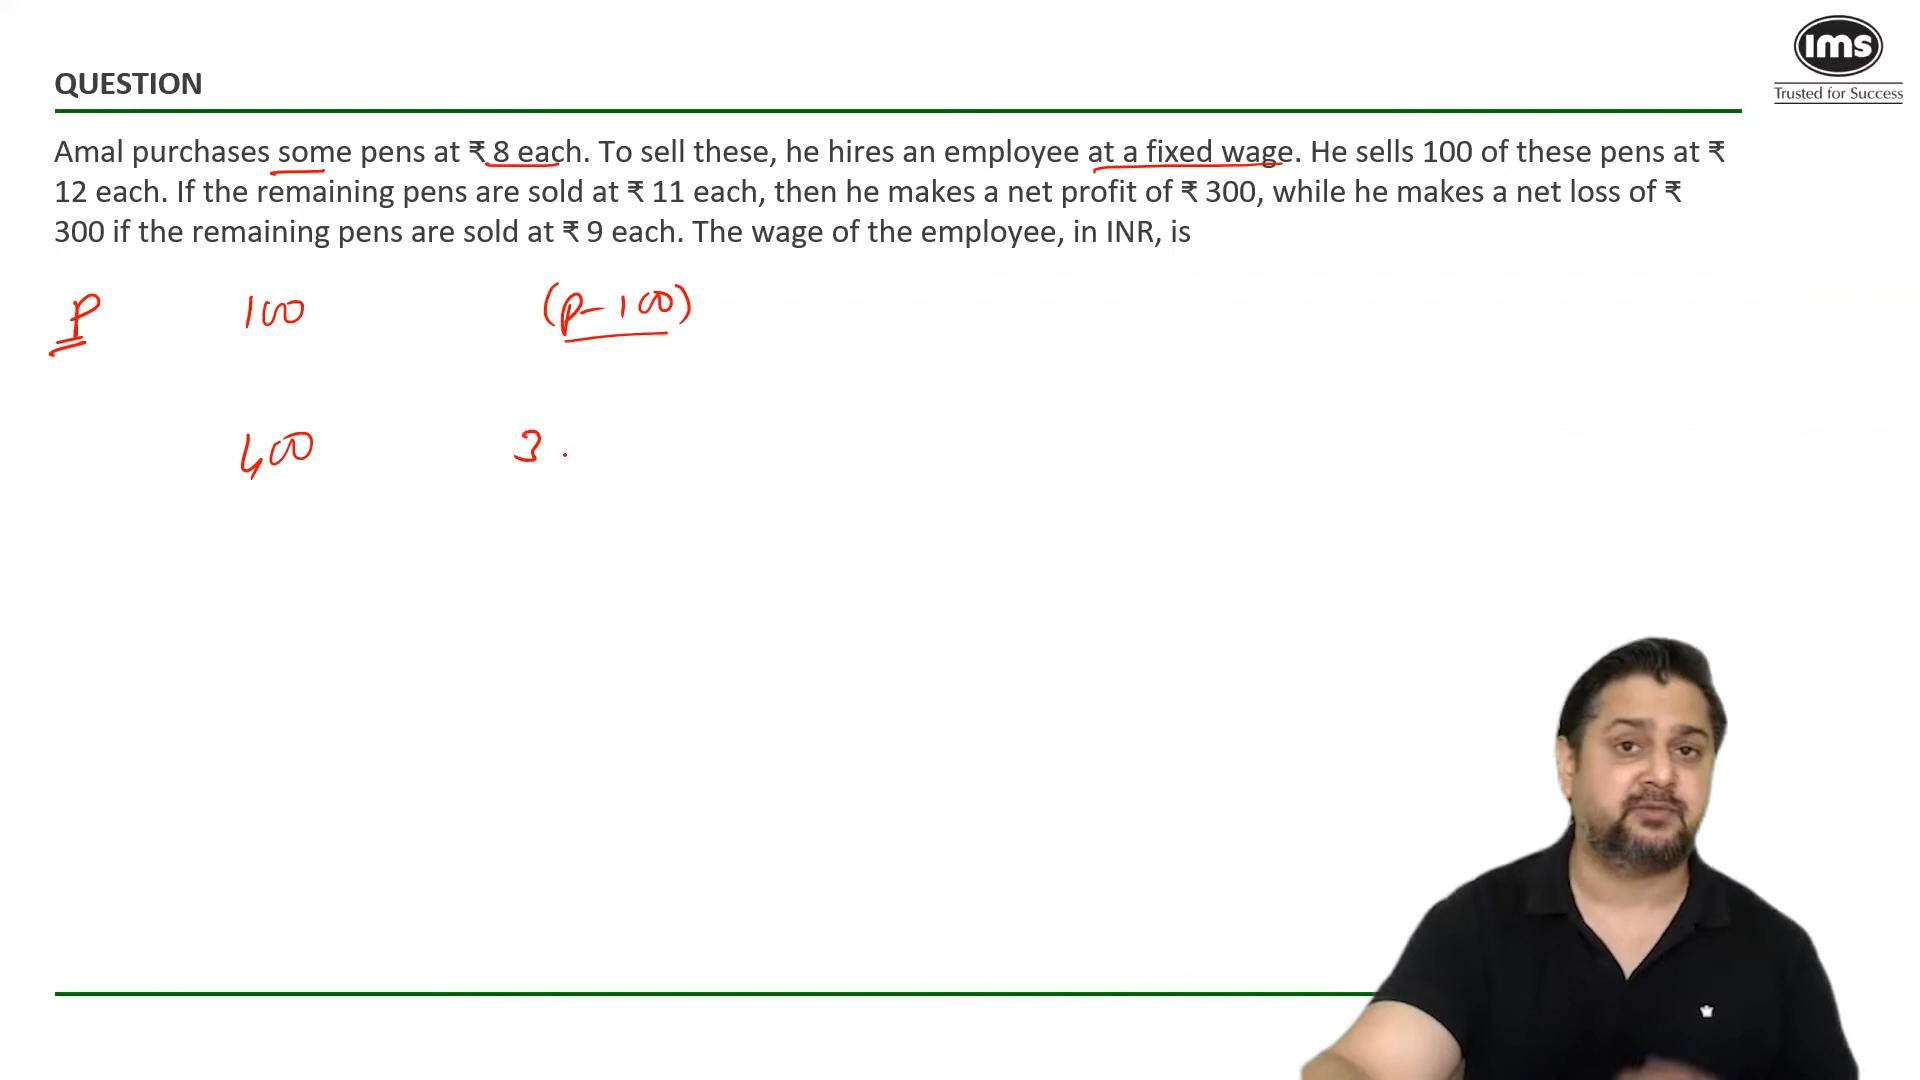 ims
Trusted for Success
QUESTION
Amal purchases some pens at ₹ 8 each. To sell these, he hires an employee at a fixed wage. He sells 100 of these pens at ₹
12 each. If the remaining pens are sold at ₹ 11 each, then he makes a net profit of ₹ 300, while he makes a net loss of ₹
300 if the remaining pens are sold at ₹ 9 each. The wage of the employee, in INR, is
P 100 (P-100)
400 3 .